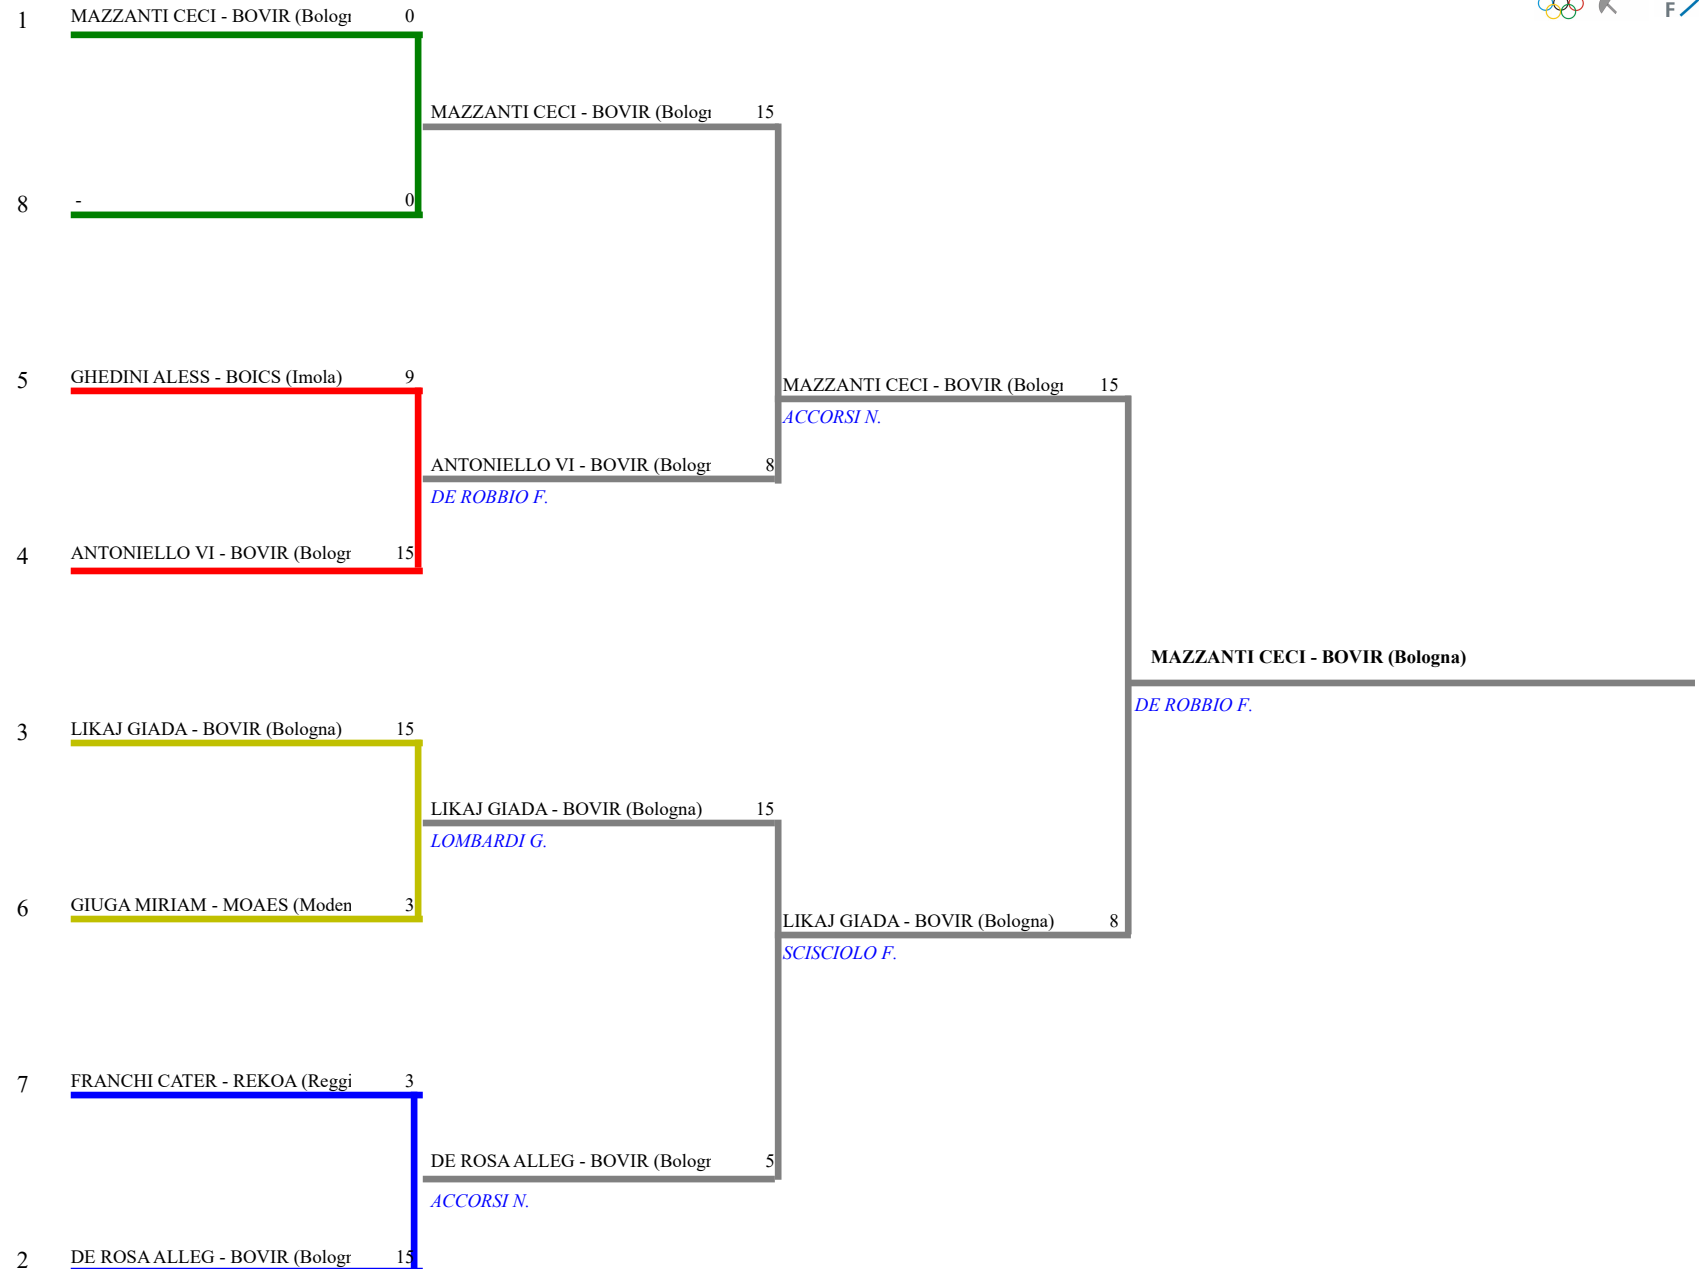 1 MAZZANTI CECI - BOVIR (Bologr 0
MAZZANTI CECI - BOVIR (Bologr 15
8 - 0
5 GHEDINI ALESS - BOICS (Imola) 9
MAZZANTI CECI - BOVIR (Bologr 15
ACCORSI N.
ANTONIELLO VI - BOVIR (Bologr 8
DE ROBBIO F.
4 ANTONIELLO VI - BOVIR (Bologr 15
MAZZANTI CECI - BOVIR (Bologna)
DE ROBBIO F.
3 LIKAJ GIADA - BOVIR (Bologna) 15
LIKAJ GIADA - BOVIR (Bologna) 15
LOMBARDI G.
6 GIUGA MIRIAM - MOAES (Moden 3
LIKAJ GIADA - BOVIR (Bologna) 8
SCISCIOLO F.
7 FRANCHI CATER - REKOA (Reggi 3
DE ROSA ALLEG - BOVIR (Bologr 5
ACCORSI N.
2 DE ROSA ALLEG - BOVIR (Bologr 15
F